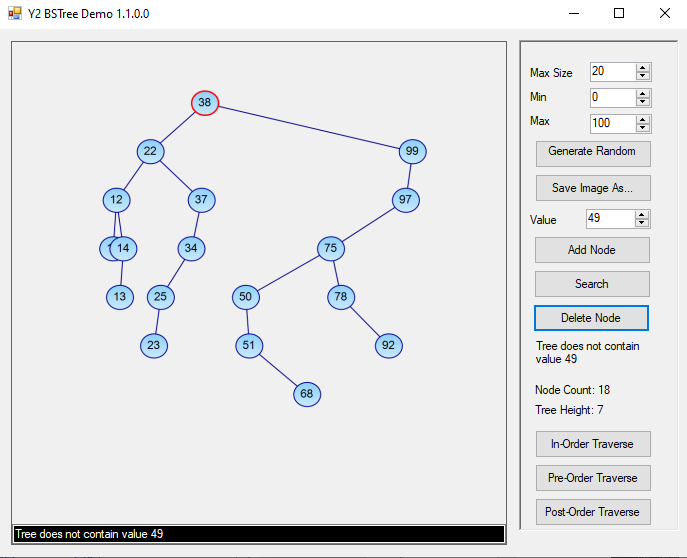 Y2 BSTree Demo 1.1.0.0
38
22
99
12
37
97
14
34
75
13
25
50
78
23
51
92
68
Tree does not contain value 49
Max Size 20
Min 0
Max 100
Generate Random
Save Image As...
Value 49
Add Node
Search
Delete Node
Tree does not contain
value 49
Node Count: 18
Tree Height: 7
In-Order Traverse
Pre-Order Traverse
Post-Order Traverse